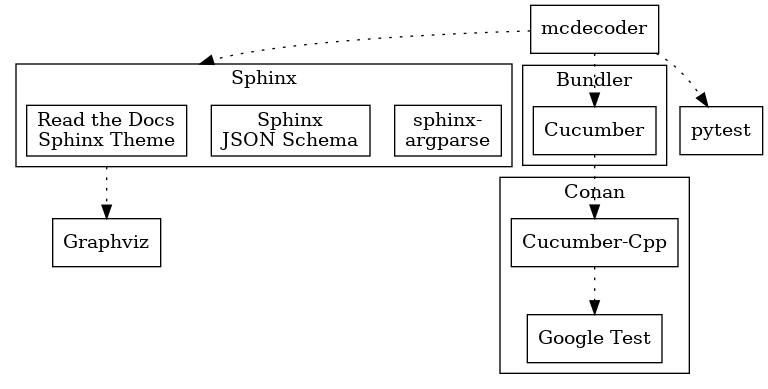 mcdecoder
Sphinx
Bundler
Read the Docs
Sphinx Theme
Sphinx
JSON Schema
sphinx-
argparse
Cucumber
pytest
Conan
Graphviz
Cucumber-Cpp
Google Test